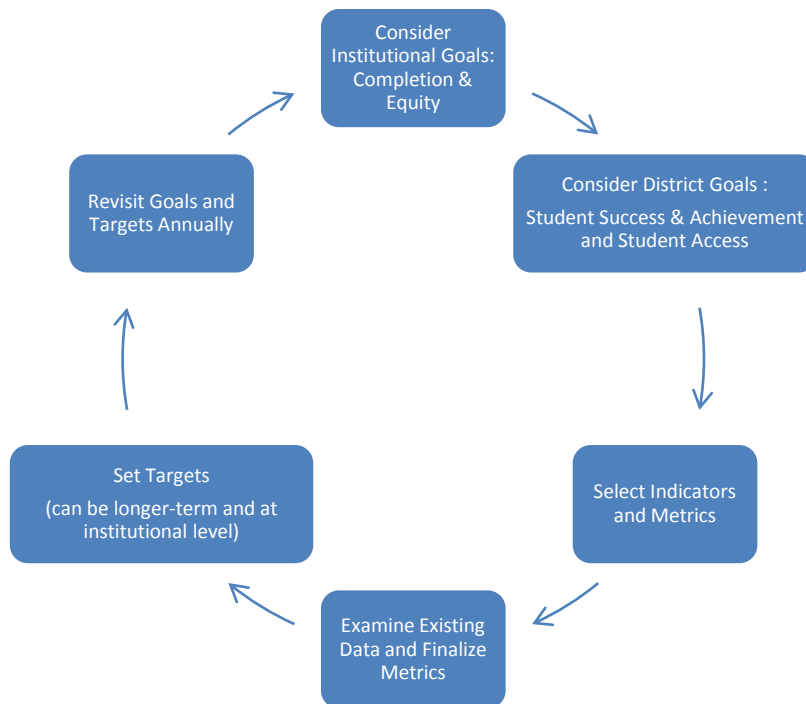 Consider
Institutional Goals:
Completion &
Equity
Consider District Goals :
Student Success & Achievement
and Student Access
Select Indicators
and Metrics
Examine Existing
Data and Finalize
Metrics
Set Targets
(can be longer-term and at
institutional level)
Revisit Goals and
Targets Annually